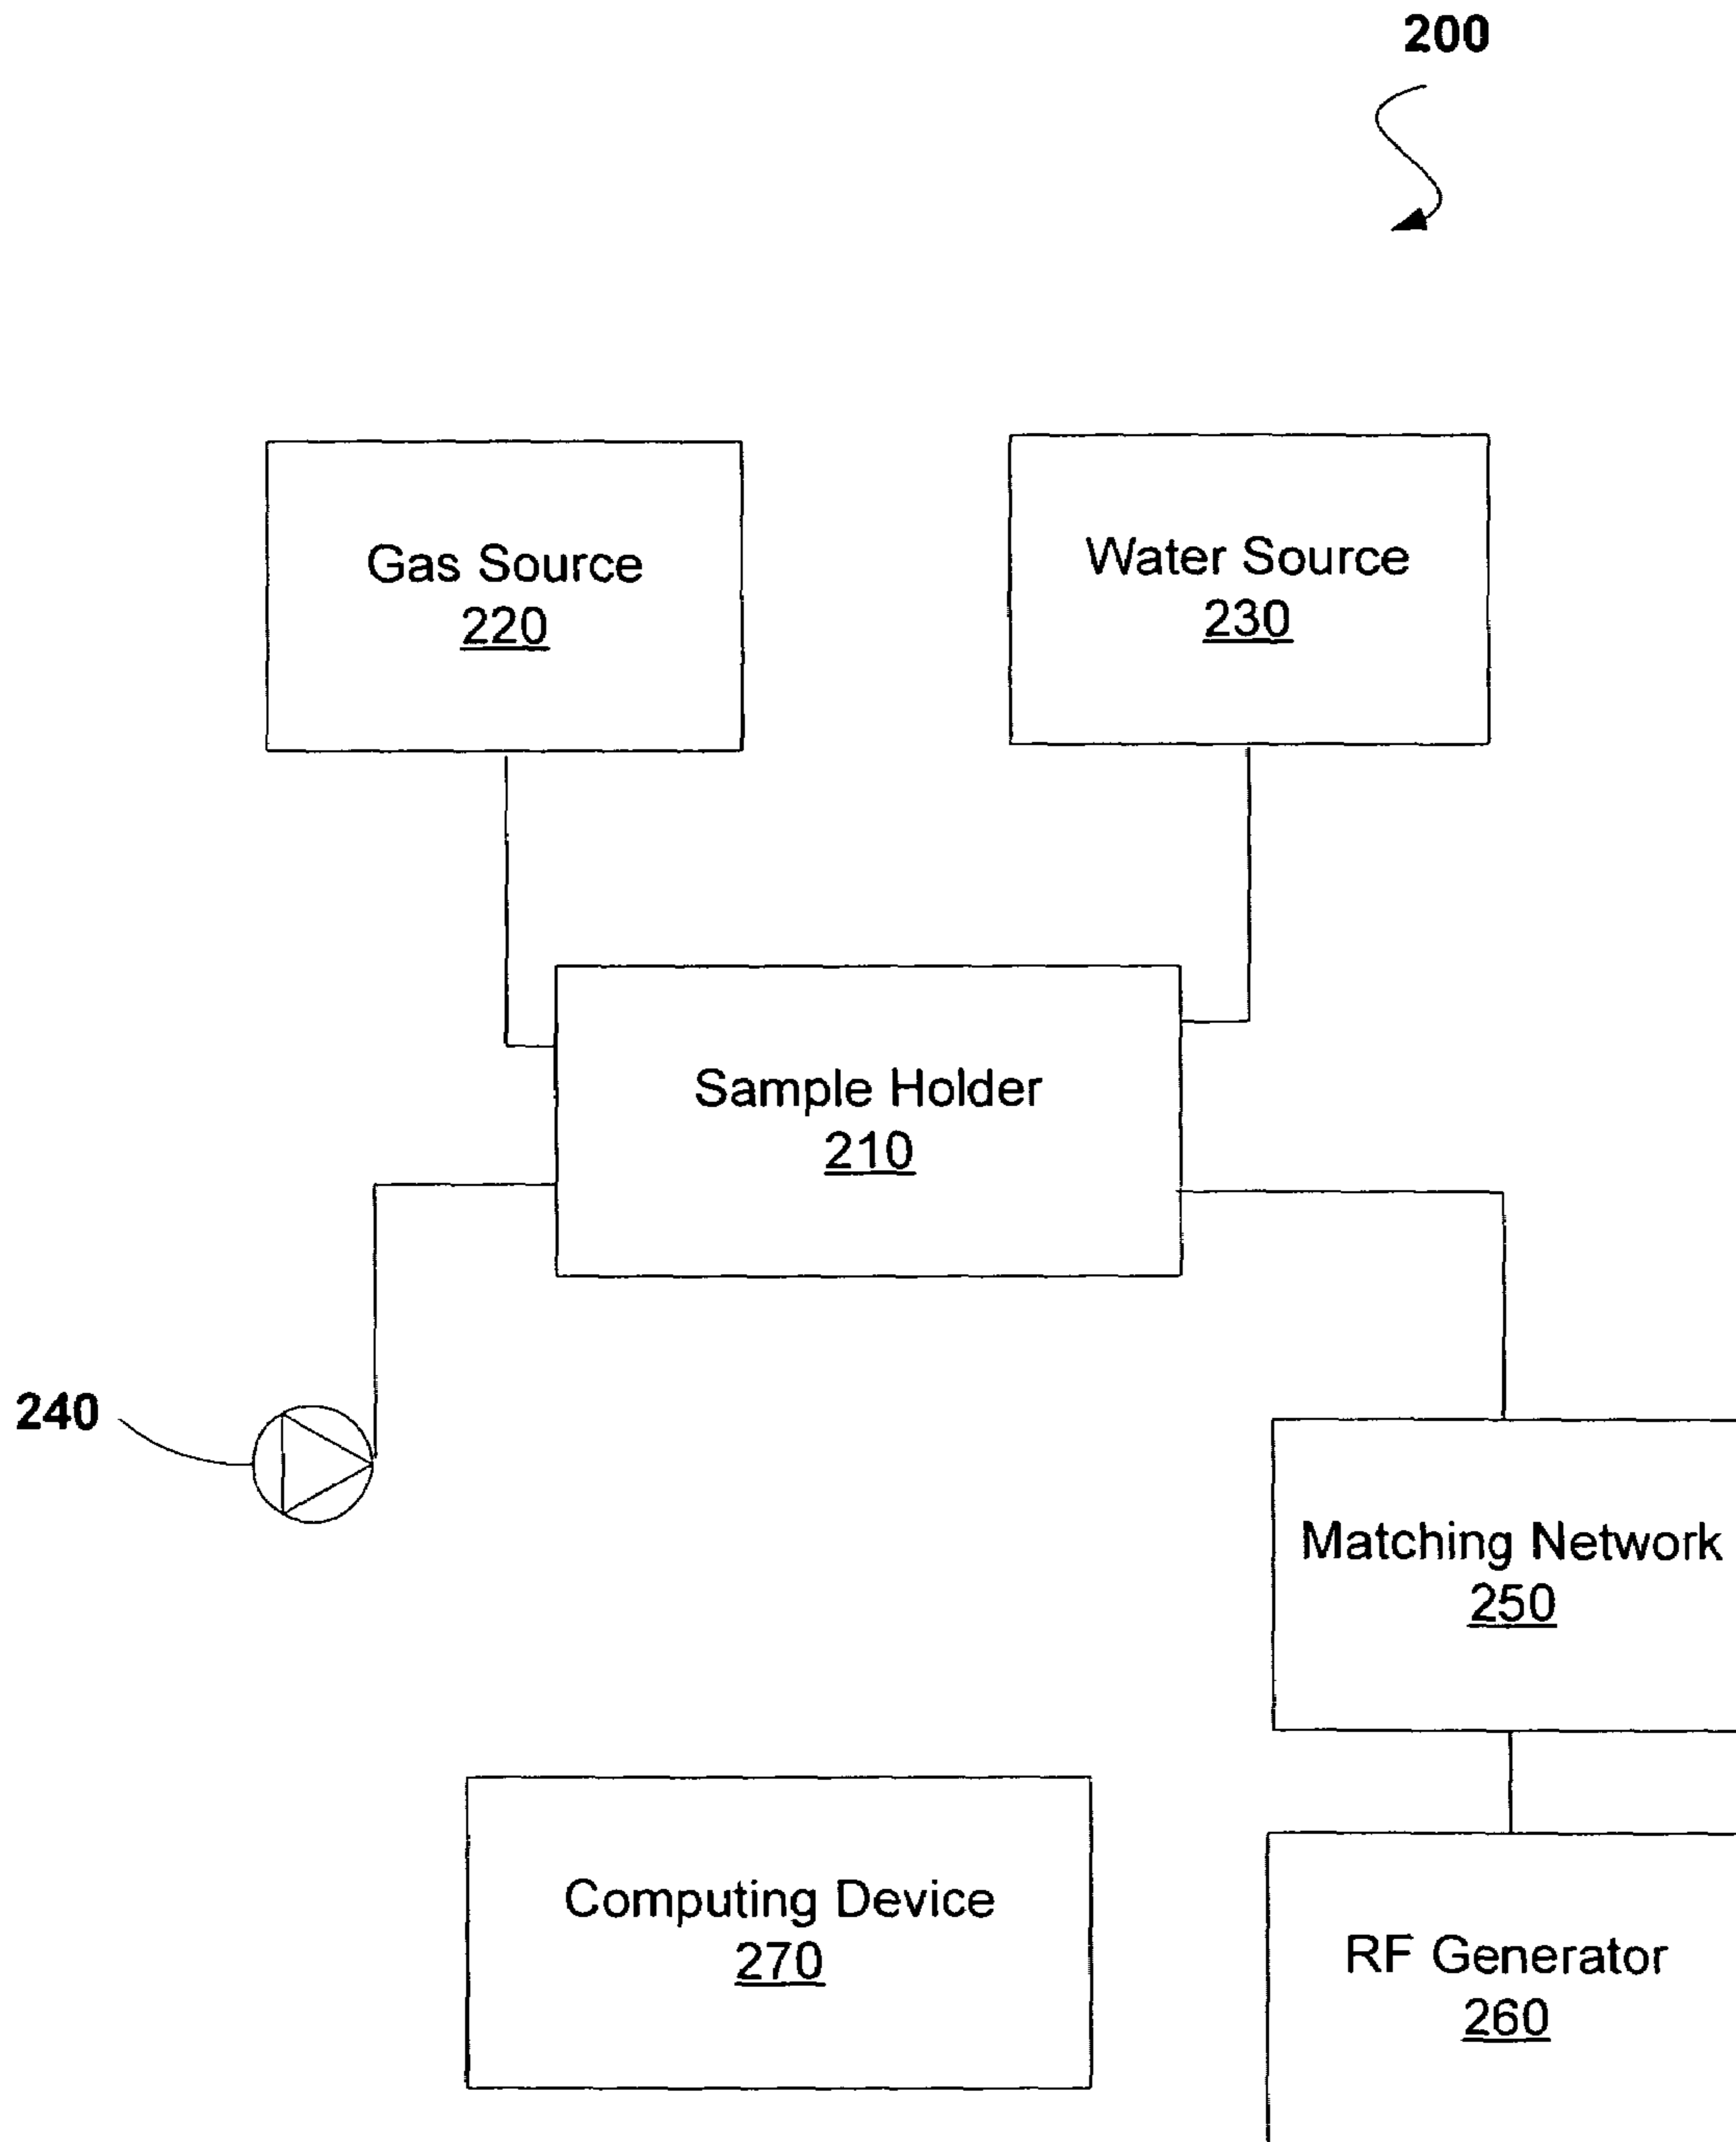 200
Gas Source
220
Water Source
230
Sample Holder
210
240
Matching Network
250
Computing Device
270
RF Generator
260